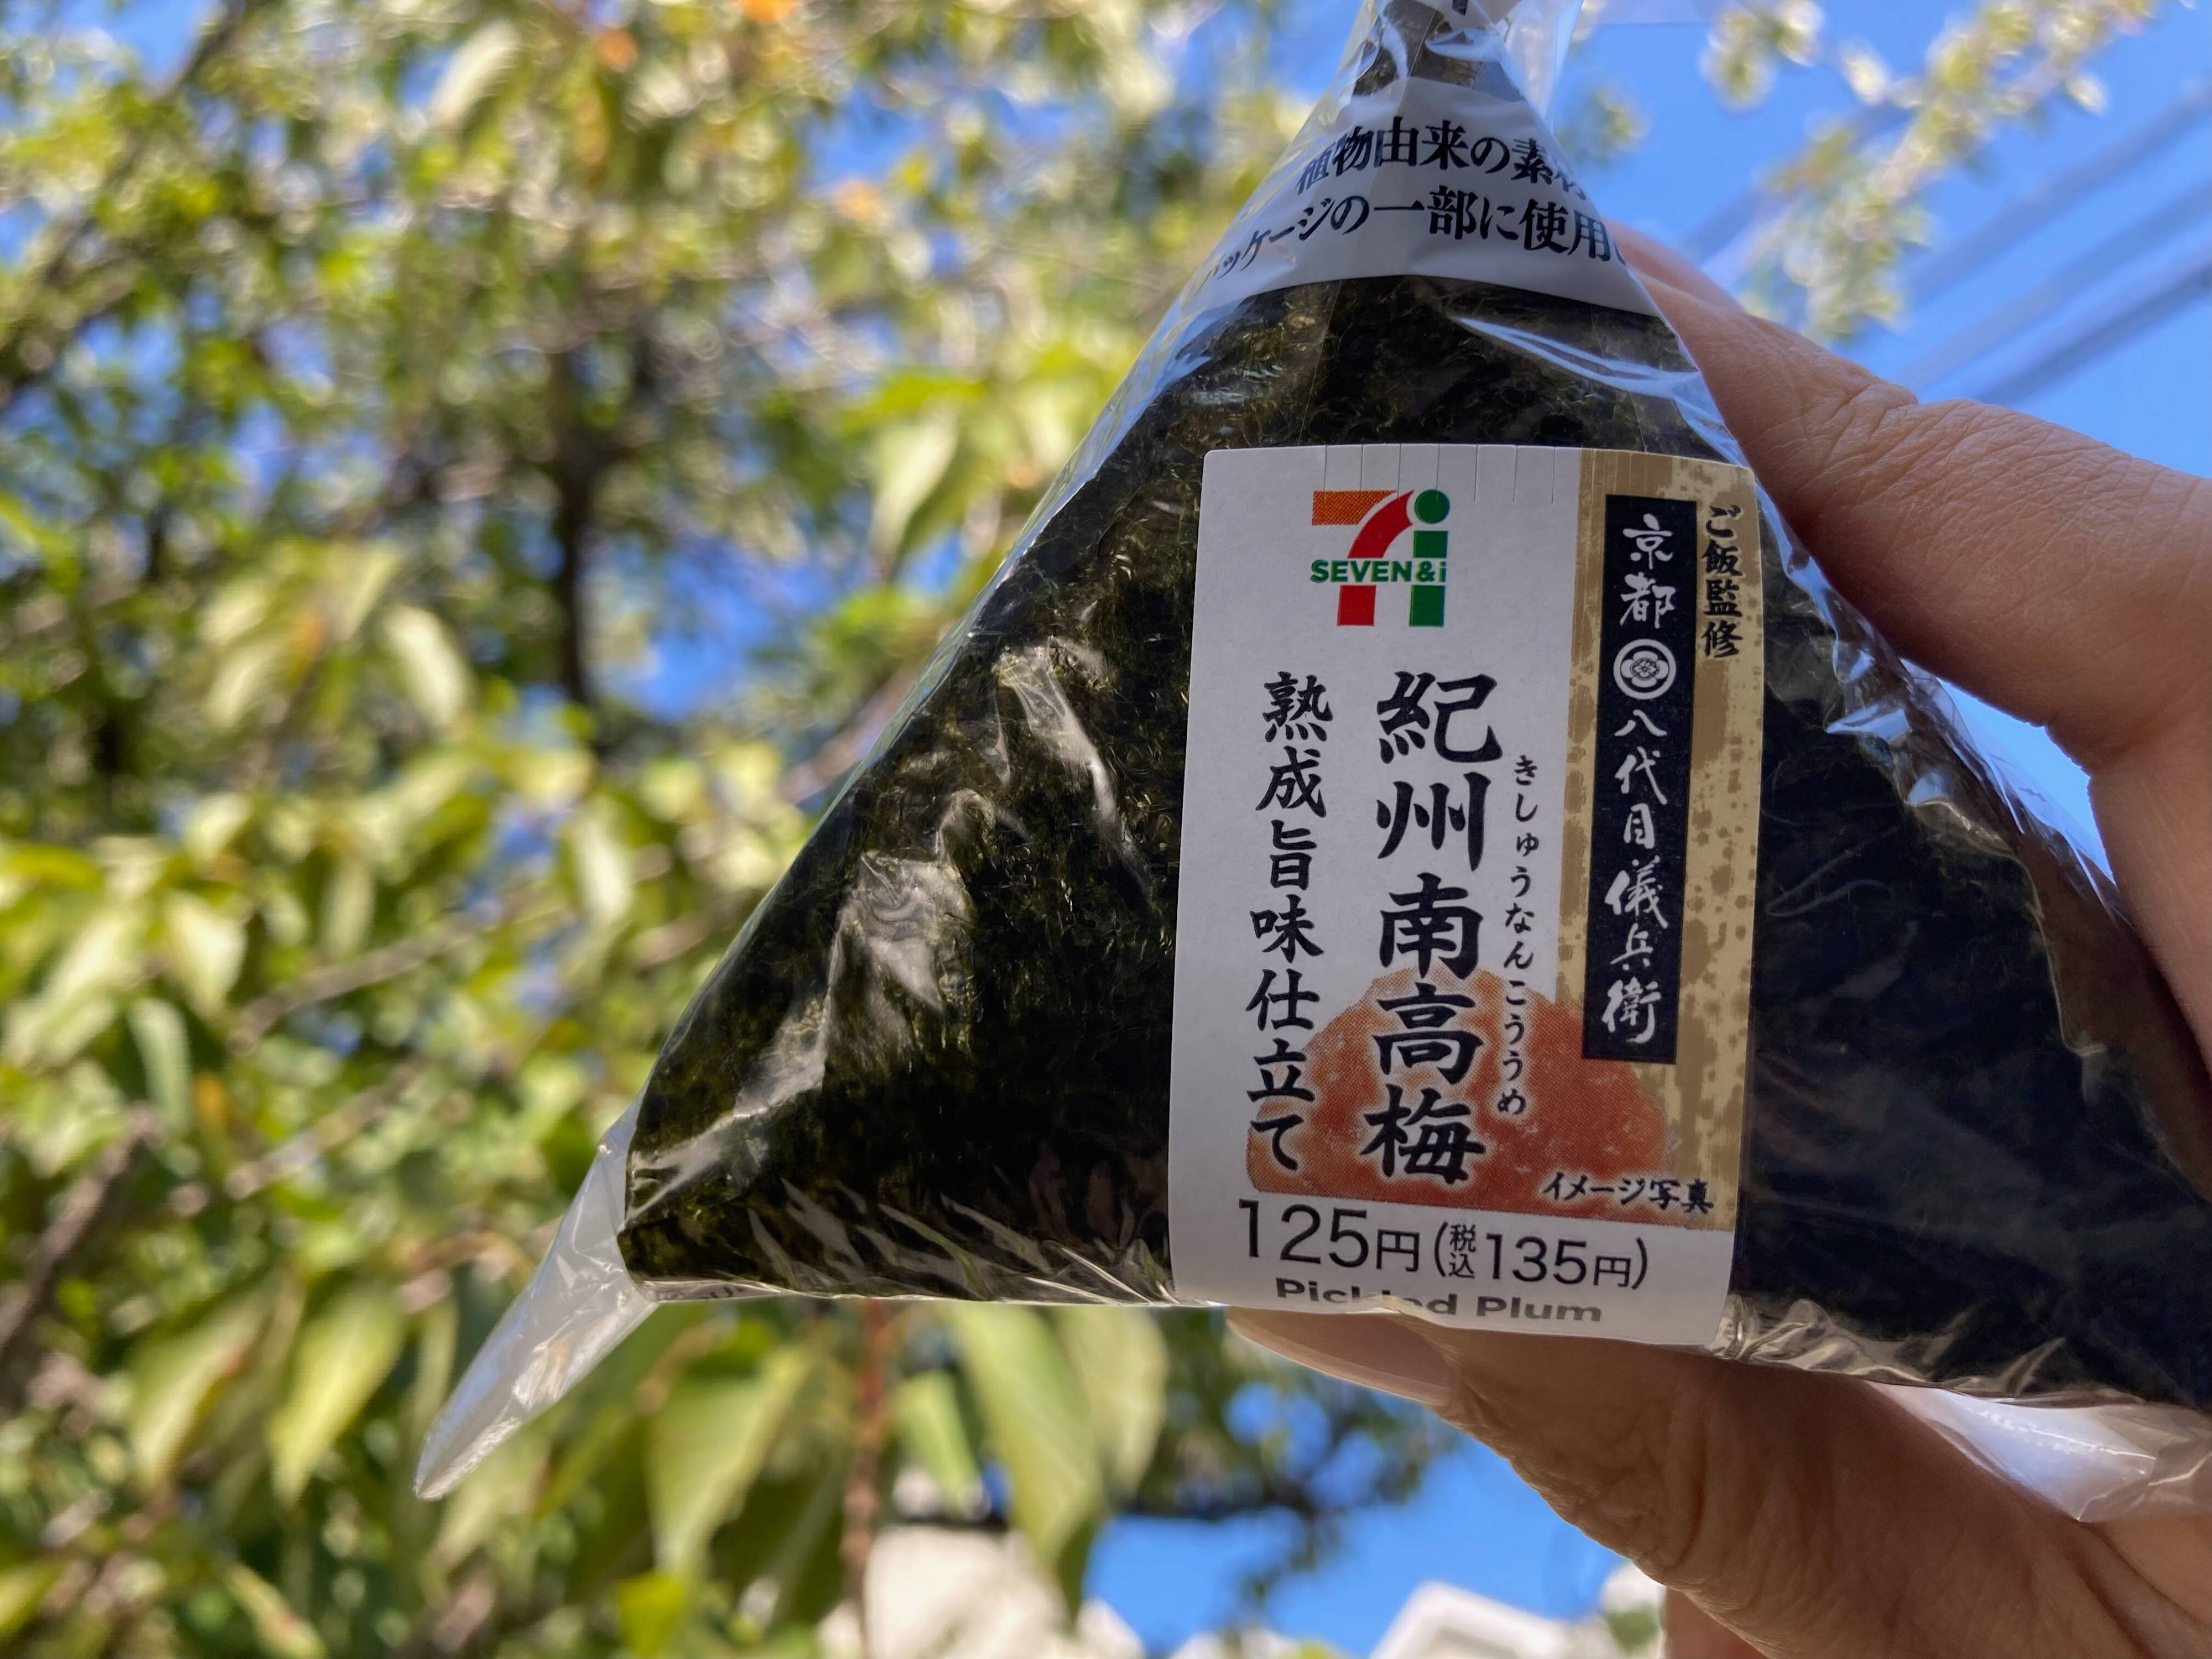 植物由来の素材
ッケージの一部に使用
SEVEN&i
ご飯監修
京都 八代目儀兵衛
紀州南高梅
きしゅうなんこううめ
熟成旨味仕立て
イメージ写真
125円(税込135円)
Pickled Plum